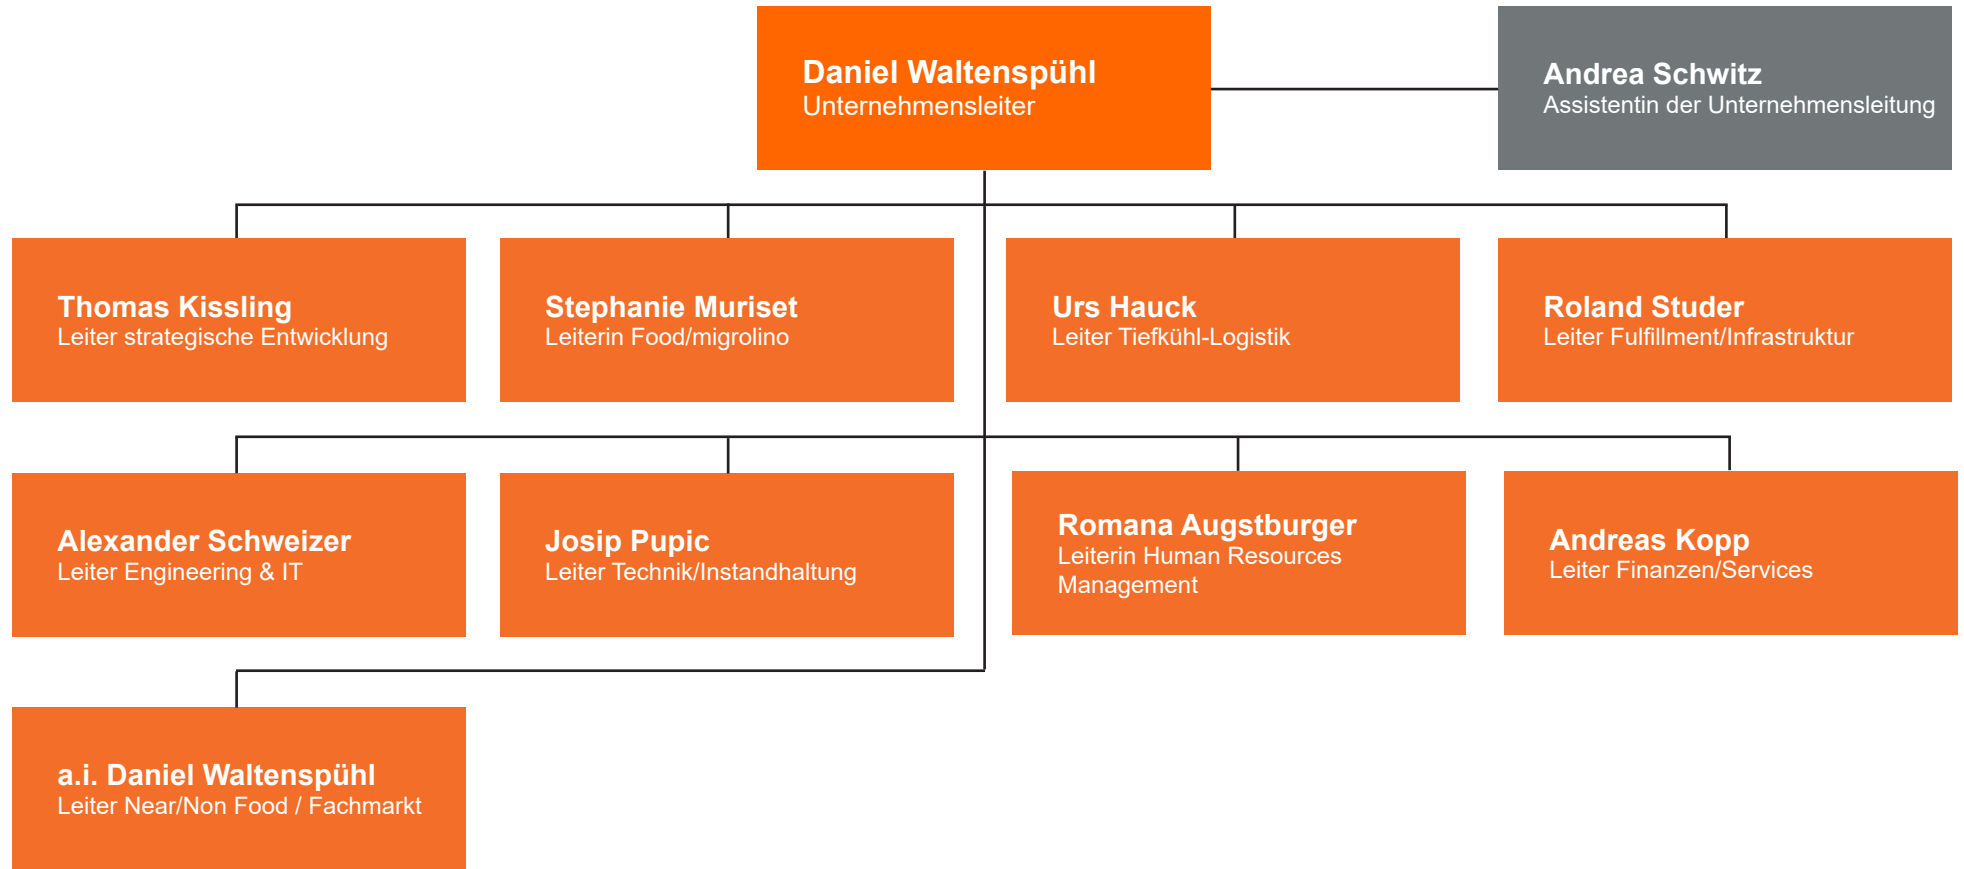 Daniel Waltenspühl
Unternehmensleiter
Andrea Schwitz
Assistentin der Unternehmensleitung
Thomas Kissling
Leiter strategische Entwicklung
Stephanie Muriset
Leiterin Food/migrolino
Urs Hauck
Leiter Tiefkühl-Logistik
Roland Studer
Leiter Fulfillment/Infrastruktur
Alexander Schweizer
Leiter Engineering & IT
Josip Pupic
Leiter Technik/Instandhaltung
Romana Augstburger
Leiterin Human Resources
Management
Andreas Kopp
Leiter Finanzen/Services
a.i. Daniel Waltenspühl
Leiter Near/Non Food / Fachmarkt